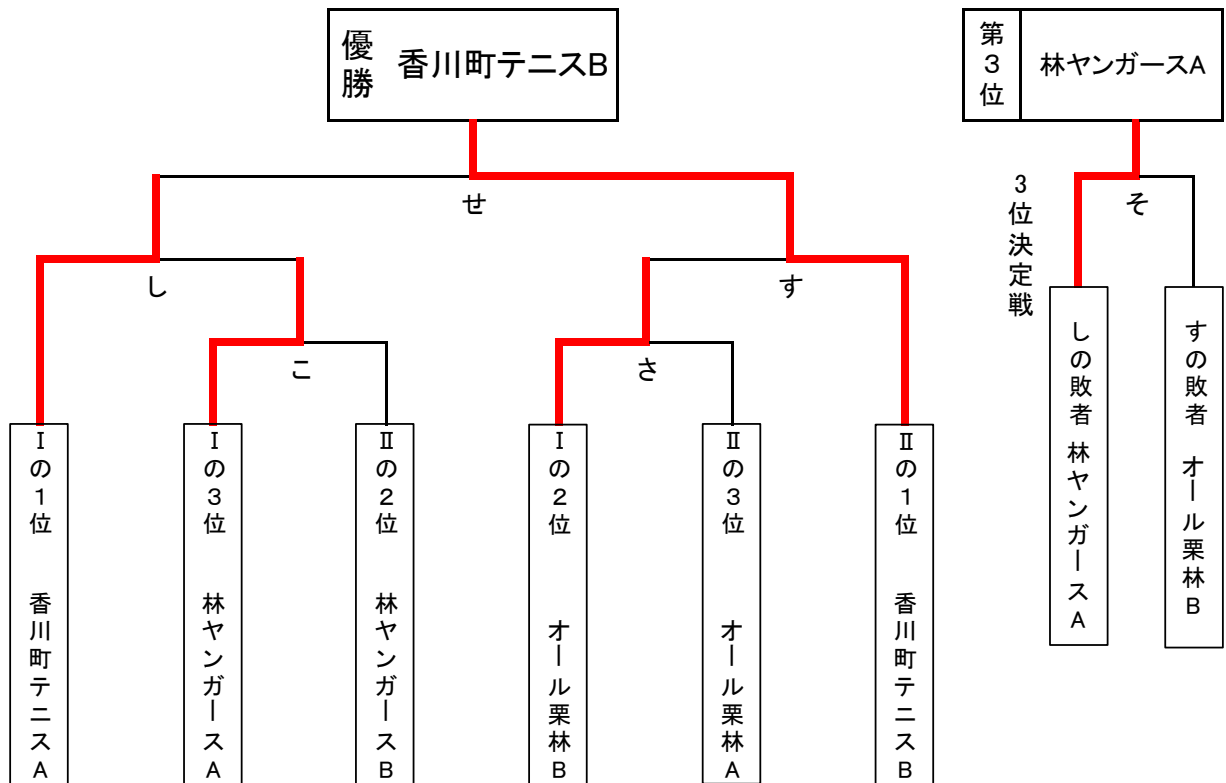 優勝
香川町テニスB
第3位
林ヤンガースA
せ
そ
3位決定戦
し
す
こ
さ
Ⅰの1位 香川町テニスA
Ⅰの3位 林ヤンガースA
Ⅱの2位 林ヤンガースB
Ⅰの2位 オール栗林B
Ⅱの3位 オール栗林A
Ⅱの1位 香川町テニスB
しの敗者 林ヤンガースA
すの敗者 オール栗林B